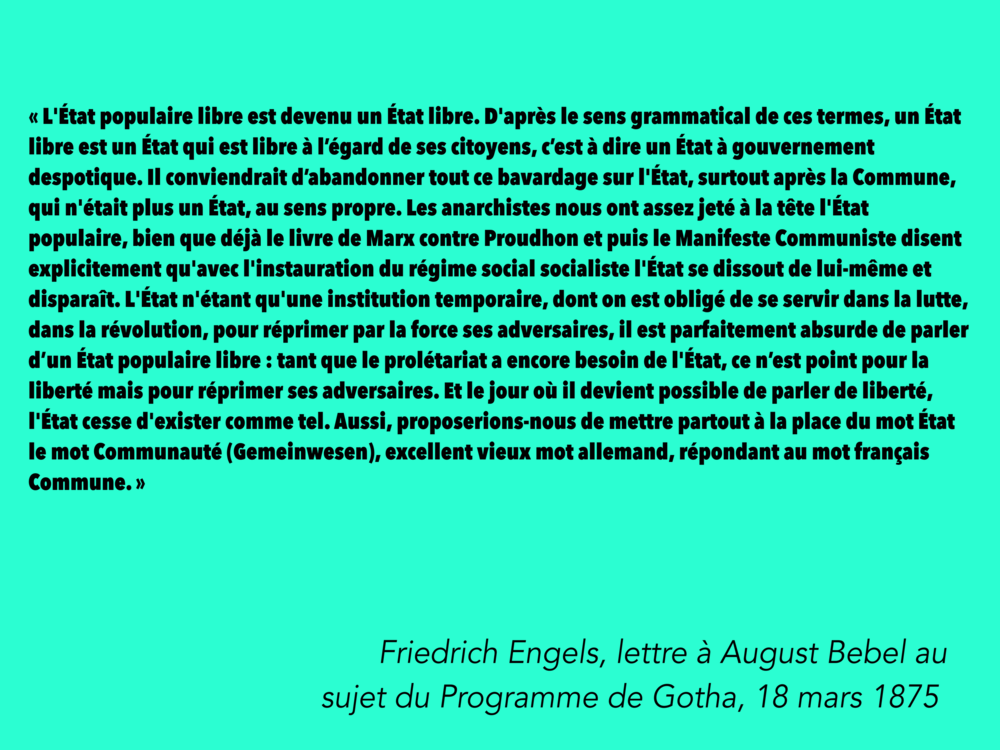 « L'État populaire libre est devenu un État libre. D'après le sens grammatical de ces termes, un État
libre est un État qui est libre à l’égard de ses citoyens, c’est à dire un État à gouvernement
despotique. Il conviendrait d’abandonner tout ce bavardage sur l'État, surtout après la Commune,
qui n'était plus un État, au sens propre. Les anarchistes nous ont assez jeté à la tête l'État
populaire, bien que déjà le livre de Marx contre Proudhon et puis le Manifeste Communiste disent
explicitement qu'avec l'instauration du régime social socialiste l'État se dissout de lui-même et
disparaît. L'État n'étant qu'une institution temporaire, dont on est obligé de se servir dans la lutte,
dans la révolution, pour réprimer par la force ses adversaires, il est parfaitement absurde de parler
d’un État populaire libre : tant que le prolétariat a encore besoin de l'État, ce n’est point pour la
liberté mais pour réprimer ses adversaires. Et le jour où il devient possible de parler de liberté,
l'État cesse d'exister comme tel. Aussi, proposerions-nous de mettre partout à la place du mot État
le mot Communauté (Gemeinwesen), excellent vieux mot allemand, répondant au mot français
Commune. »
Friedrich Engels, lettre à August Bebel au
sujet du Programme de Gotha, 18 mars 1875